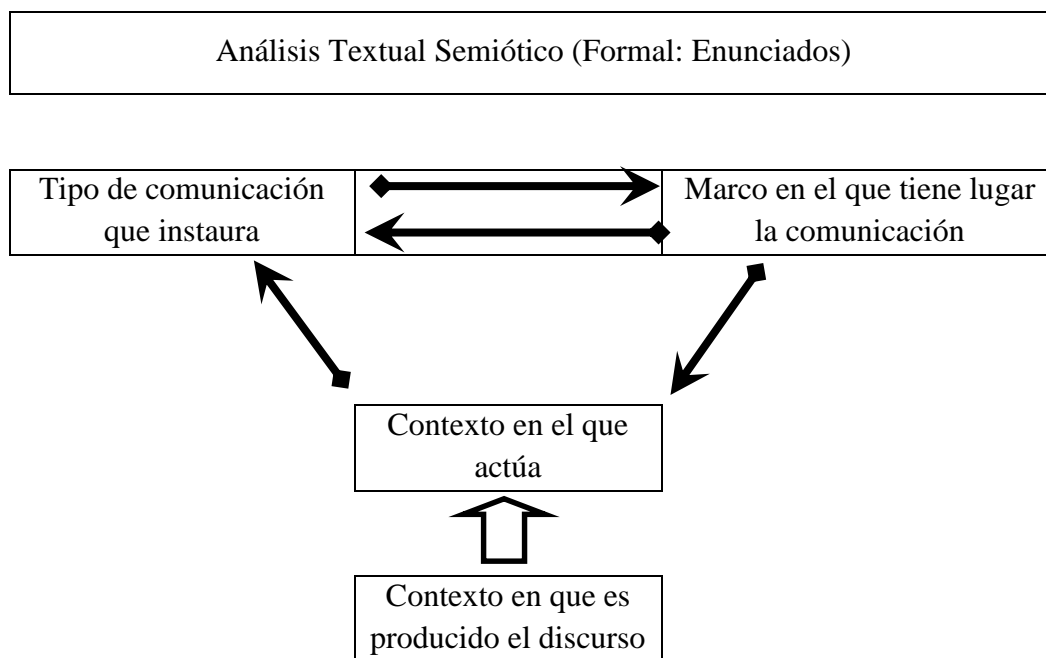 Análisis Textual Semiótico (Formal: Enunciados)
Tipo de comunicación
que instaura
Marco en el que tiene lugar
la comunicación
Contexto en el que
actúa
Contexto en que es
producido el discurso